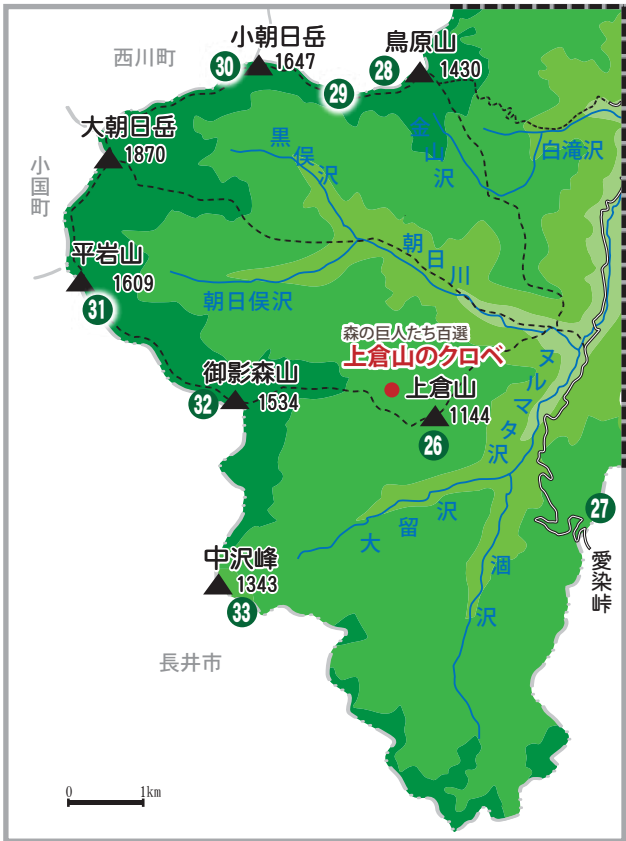 西川町
小朝日岳
1647
30
29
28
鳥原山
1430
大朝日岳
1870
小国町
黒俣沢
金山沢
白滝沢
平岩山
1609
31
朝日俣沢
朝日川
森の巨人たち百選
上倉山のクロベ
上倉山
1144
26
ヌルマタ沢
御影森山
1534
32
27
愛染峠
大留沢
涸沢
中沢峰
1343
33
長井市
0 1km